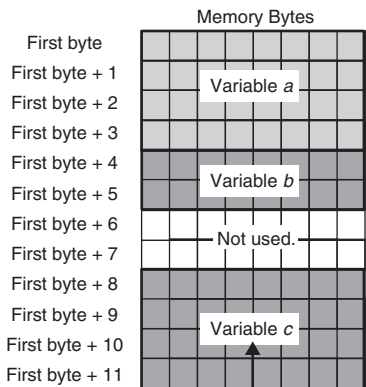 Memory Bytes
First byte
First byte + 1
First byte + 2
Variable a
First byte + 3
First byte + 4
Variable b
First byte + 5
First byte + 6
Not used.
First byte + 7
First byte + 8
First byte + 9
Variable c
First byte + 10
First byte + 11